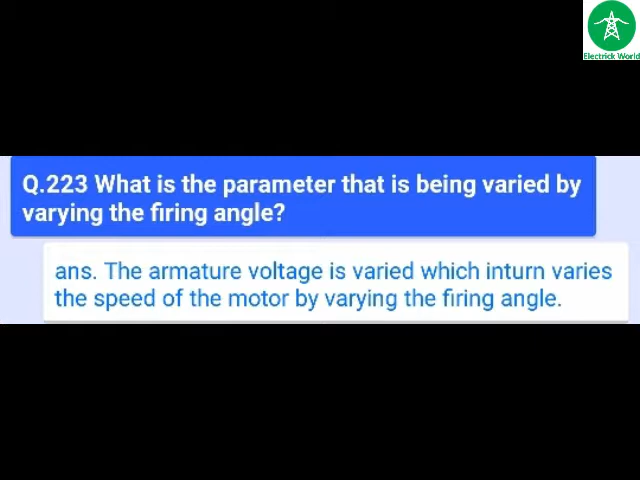 Electrick World
Q.223 What is the parameter that is being varied by
varying the firing angle?
ans. The armature voltage is varied which inturn varies
the speed of the motor by varying the firing angle.